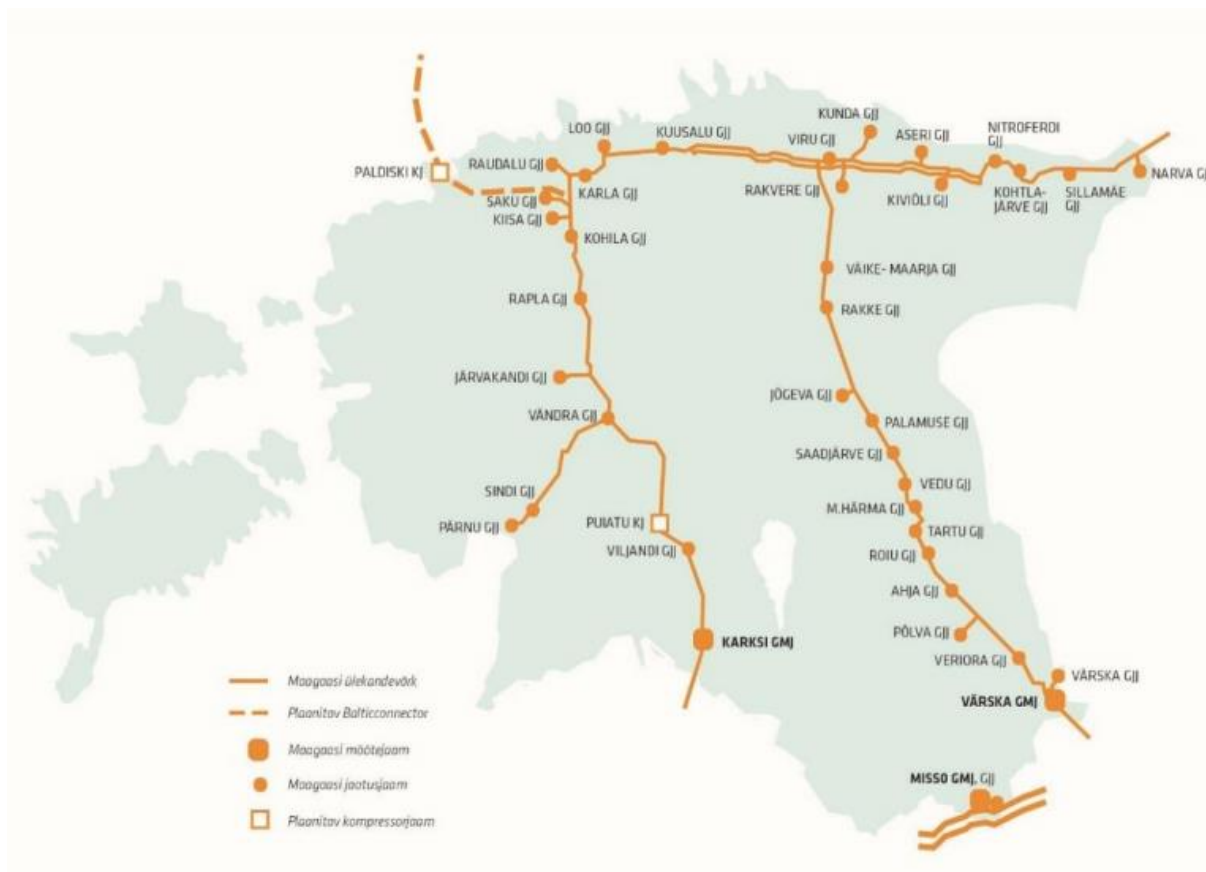 KUNDA GJJ
LOO GJJ
KUUSALU GJJ
VIRU GJJ
ASERI GJJ
NITROFERDI
GJJ
PALDISKI KJ
RAUDALU GJJ
KARLA GJJ
RAKVERE GJJ
KIVIÕLI GJJ
KOHTLA-
JÄRVE GJJ
SILLAMÄE
GJJ
NARVA GJ
SAKU GJJ
KIISA GJJ
KOHILA GJJ
VÄIKE- MAARJA GJJ
RAPLA GJJ
RAKKE GJJ
JÄRVAKANDI GJJ
JÕGEVA GJJ
VÄNDRA GJJ
PALAMUSE GJJ
SAADJÄRVE GJJ
VEDU GJJ
SINDI GJJ
M.HÄRMA GJJ
PÄRNU GJJ
PUIATU KJ
TARTU GJJ
VILJANDI GJJ
ROIU GJJ
AHJA GJJ
PÕLVA GJJ
KARKSI GMJ
VERIORA GJJ
VÄRSKA GJJ
VÄRSKA GMJ
Maagaasi ülekandevõrk
Plaanitav Balticconnector
Maagaasi mõõtejaam
Maagaasi jaotusjaam
Plaanitav kompressorjaam
MISSO GMJ, GJJ